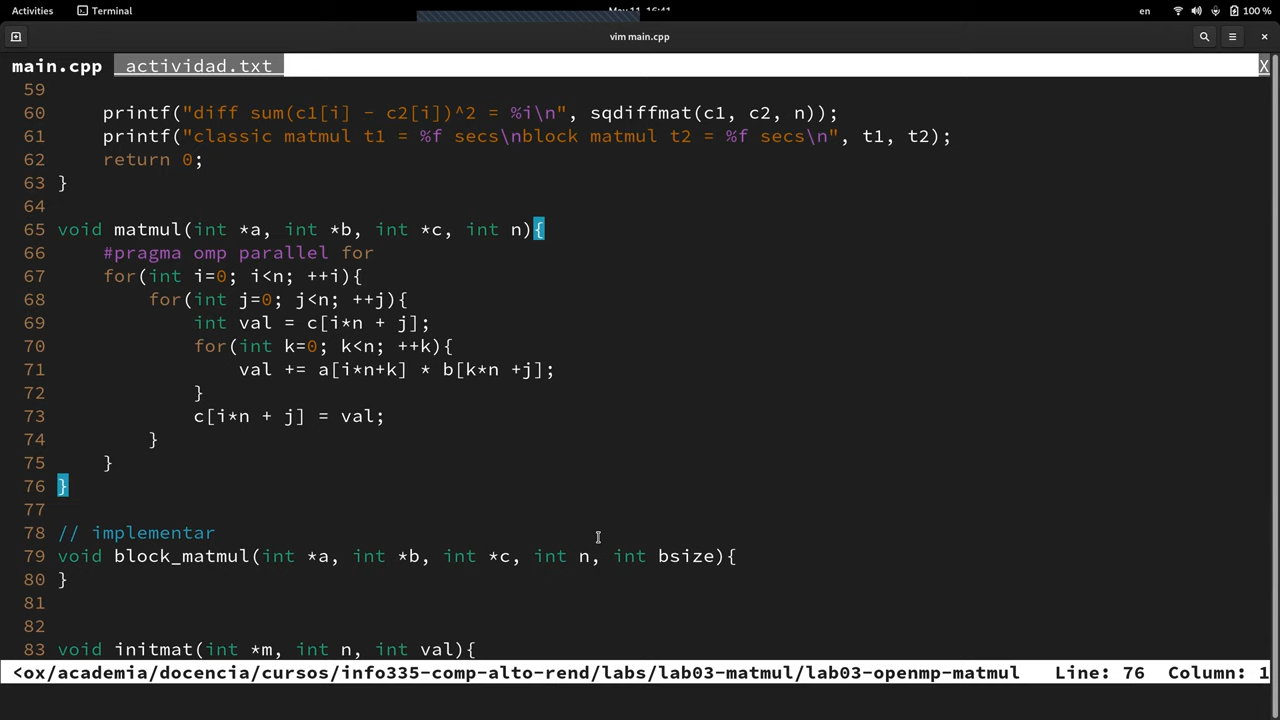 Activities Terminal en 100 %
vim main.cpp
main.cpp actividad.txt X
59
60 printf("diff sum(c1[i] - c2[i])^2 = %i\n", sqdiffmat(c1, c2, n));
61 printf("classic matmul t1 = %f secs\nblock matmul t2 = %f secs\n", t1, t2);
62 return 0;
63 }
64
65 void matmul(int *a, int *b, int *c, int n){
66 #pragma omp parallel for
67 for(int i=0; i<n; ++i){
68 for(int j=0; j<n; ++j){
69 int val = c[i*n + j];
70 for(int k=0; k<n; ++k){
71 val += a[i*n+k] * b[k*n +j];
72 }
73 c[i*n + j] = val;
74 }
75 }
76 }
77
78 // implementar
79 void block_matmul(int *a, int *b, int *c, int n, int bsize){
80 }
81
82
83 void initmat(int *m, int n, int val){
<ox/academia/docencia/cursos/info335-comp-alto-rend/labs/lab03-matmul/lab03-openmp-matmul Line: 76 Column: 1